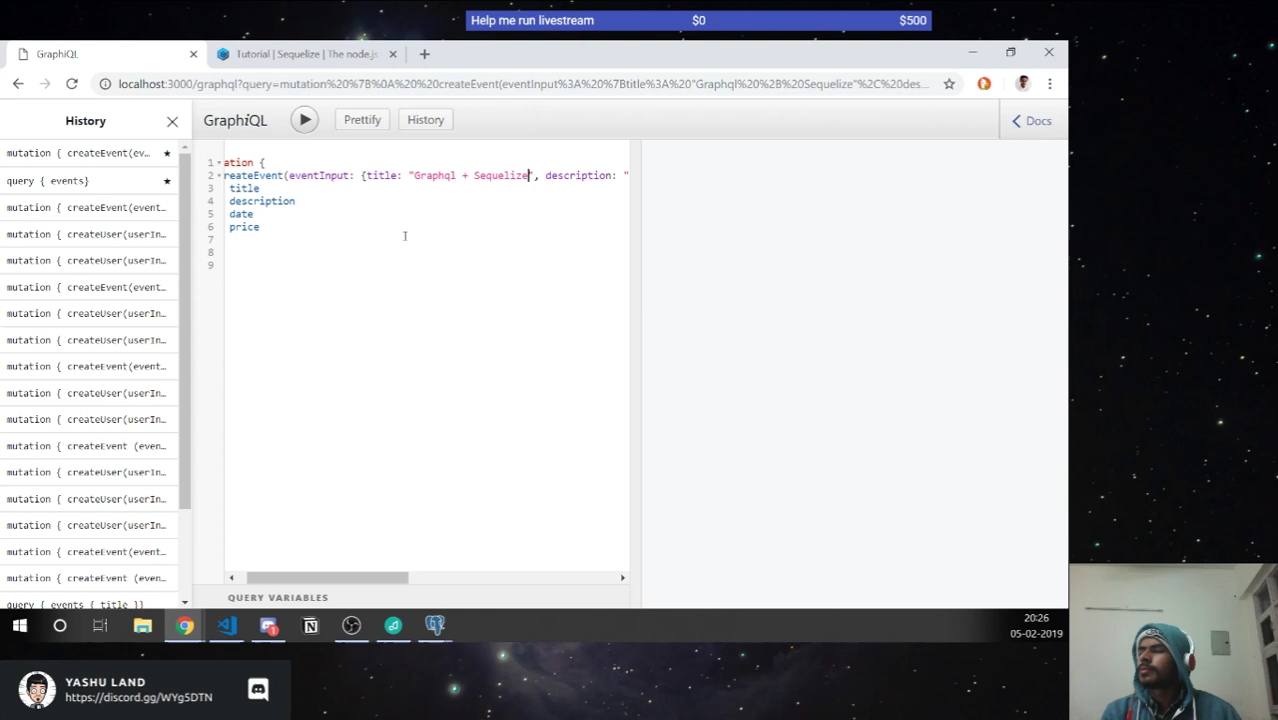 Help me run livestream $0 $500
GraphiQL
Tutorial | Sequelize | The node.js
localhost:3000/graphql?query=mutation%20%7B%0A%20%20createEvent(eventInput%3A%20%7Btitle%3A%20"Graphql%20%2B%20Sequelize"%2C%20des...
History
GraphiQL Prettify History Docs
mutation { createEvent(ev... ★
query { events} ★
mutation { createEvent(event...
mutation { createUser(userIn...
mutation { createUser(userIn...
mutation { createEvent(event...
mutation { createUser(userIn...
mutation { createUser(userIn...
mutation { createEvent(event...
mutation { createUser(userIn...
mutation { createUser(userIn...
mutation { createEvent (even...
mutation { createUser(userIn...
mutation { createUser(userIn...
mutation { createUser(userIn...
mutation { createEvent(event...
mutation { createEvent (even...
query { events { title }}
1 ation {
2 reateEvent(eventInput: {title: "Graphql + Sequelize", description: "
3 title
4 description
5 date
6 price
7
8
9
QUERY VARIABLES
20:26
05-02-2019
YASHU LAND
https://discord.gg/WYg5DTN